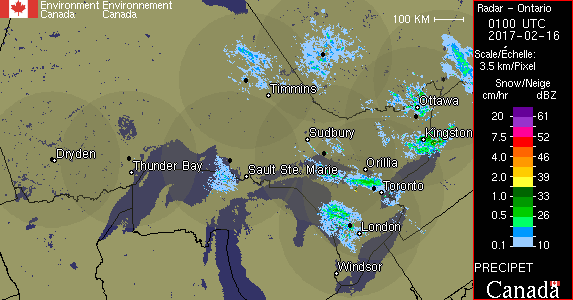 Environment Environnement
Canada Canada
100 KM
Timmins
Ottawa
Sudbury
Kingston
Dryden
Thunder Bay
Sault Ste. Marie
Orillia
Toronto
London
Windsor
Radar - Ontario
0100 UTC
2017-02-16
Scale/Échelle:
3.5 km/Pixel
Snow/Neige
cm/hr dBZ
20 61
7.5 52
4.0 46
2.0 39
1.0 33
0.5 26
0.1 10
PRECIPET
Canada